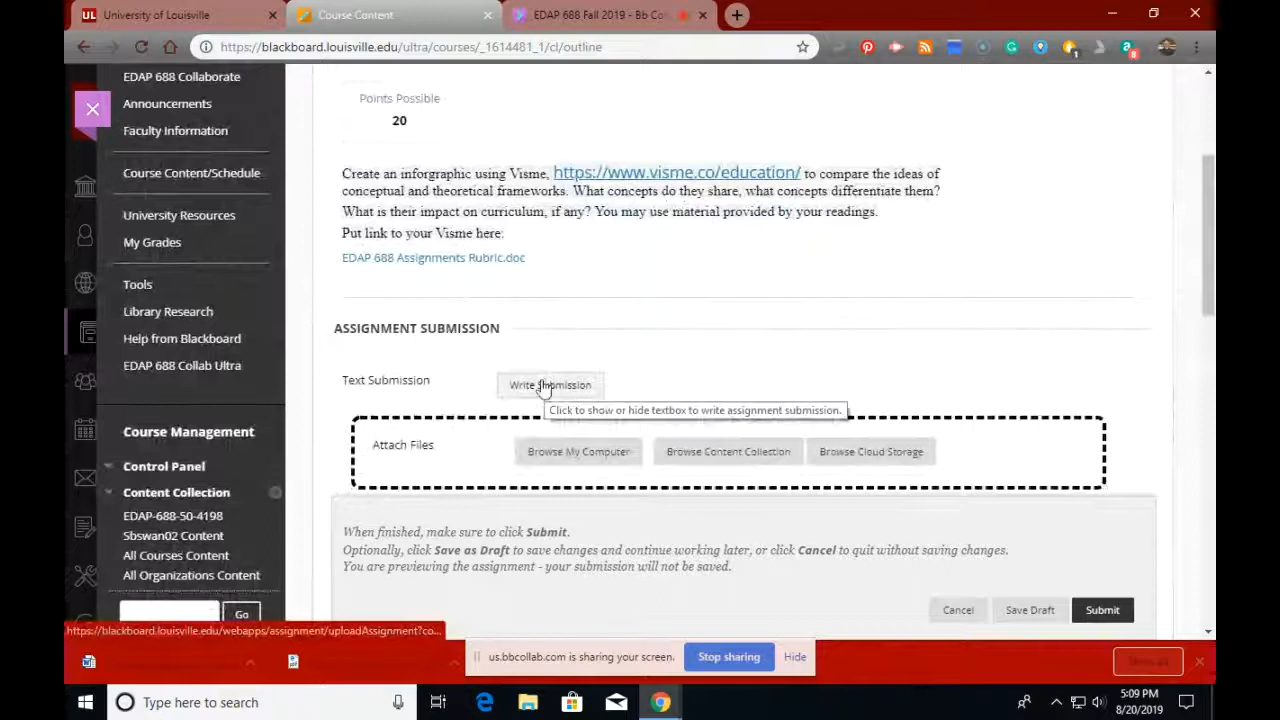 University of Louisville
Course Content
EDAP 688 Fall 2019 - Bb Co
https://blackboard.louisville.edu/ultra/courses/_1614481_1/cl/outline
EDAP 688 Collaborate
Announcements
Faculty Information
Course Content/Schedule
University Resources
My Grades
Tools
Library Research
Help from Blackboard
EDAP 688 Collab Ultra
Course Management
Control Panel
Content Collection
EDAP-688-50-4198
Sbswan02 Content
All Courses Content
All Organizations Content
Go
Points Possible
20
Create an inforgraphic using Visme, https://www.visme.co/education/ to compare the ideas of
conceptual and theoretical frameworks. What concepts do they share, what concepts differentiate them?
What is their impact on curriculum, if any? You may use material provided by your readings.
Put link to your Visme here:
EDAP 688 Assignments Rubric.doc
ASSIGNMENT SUBMISSION
Text Submission
Write Submission
Click to show or hide textbox to write assignment submission.
Attach Files
Browse My Computer
Browse Content Collection
Browse Cloud Storage
When finished, make sure to click Submit.
Optionally, click Save as Draft to save changes and continue working later, or click Cancel to quit without saving changes.
You are previewing the assignment - your submission will not be saved.
Cancel
Save Draft
Submit
https://blackboard.louisville.edu/webapps/assignment/uploadAssignment?co...
us.bbcollab.com is sharing your screen.
Stop sharing
Hide
Show all
Type here to search
5:09 PM
8/20/2019